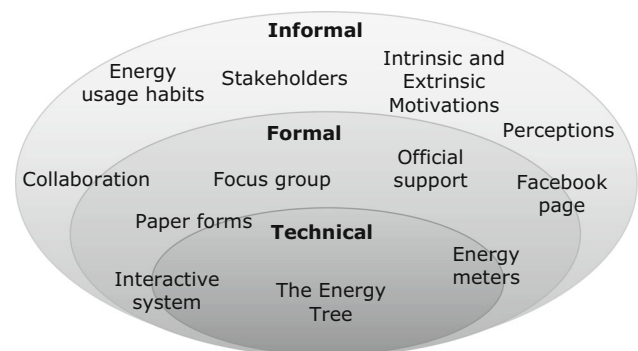 Informal
Energy
usage habits
Stakeholders
Intrinsic and
Extrinsic
Motivations
Perceptions
Formal
Collaboration
Focus group
Official
support
Facebook
page
Paper forms
Technical
Interactive
system
The Energy
Tree
Energy
meters